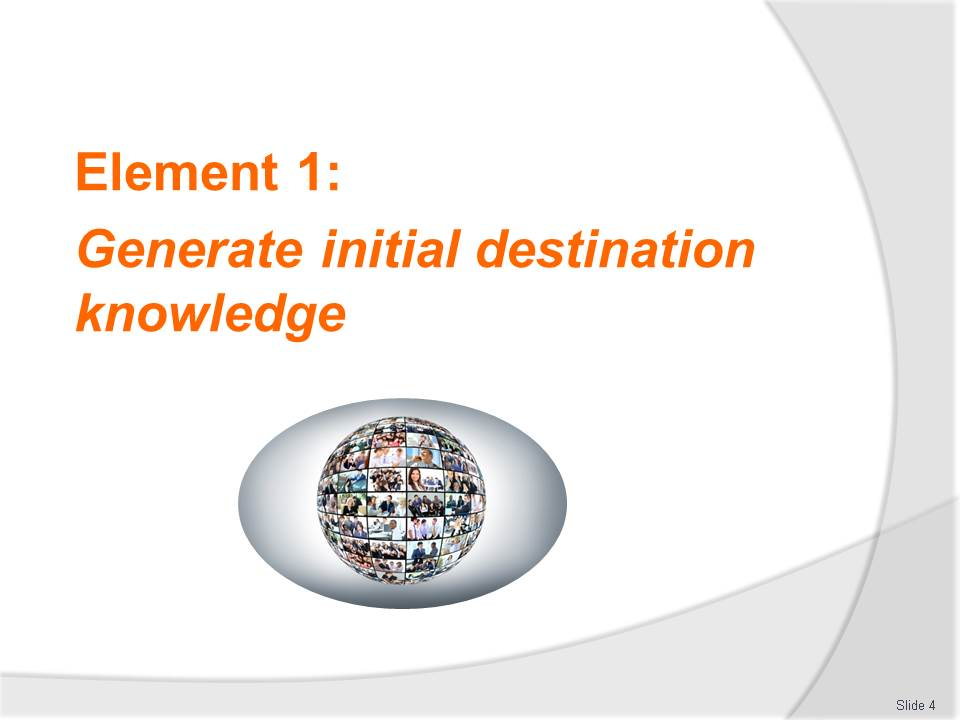 Element 1:
Generate initial destination
knowledge
Slide 4